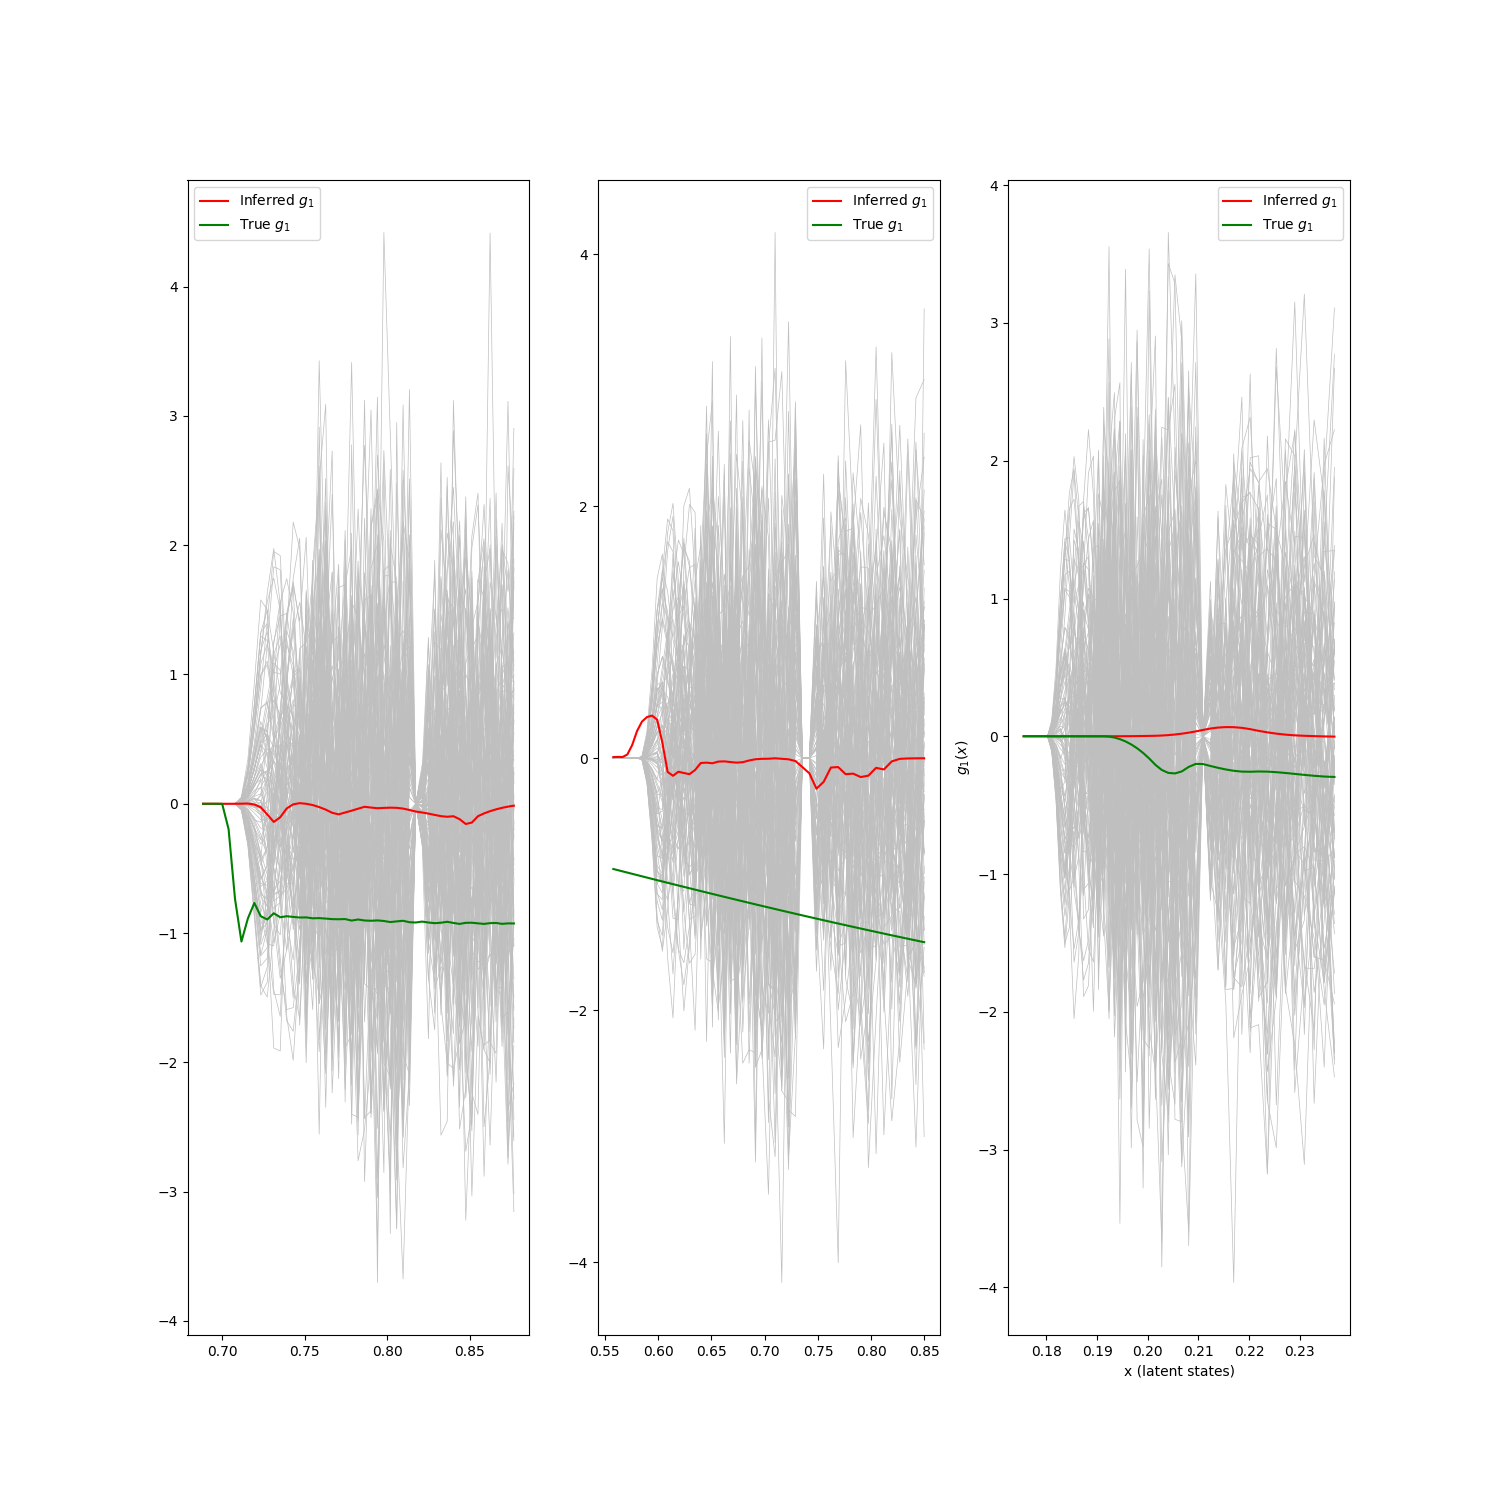 Inferred g₁
True g₁
4
3
2
1
0
−1
−2
−3
−4
0.70 0.75 0.80 0.85
Inferred g₁
True g₁
4
2
0
−2
−4
0.55 0.60 0.65 0.70 0.75 0.80 0.85
Inferred g₁
True g₁
4
3
2
1
0
−1
−2
−3
−4
g₁(x)
0.18 0.19 0.20 0.21 0.22 0.23
x (latent states)